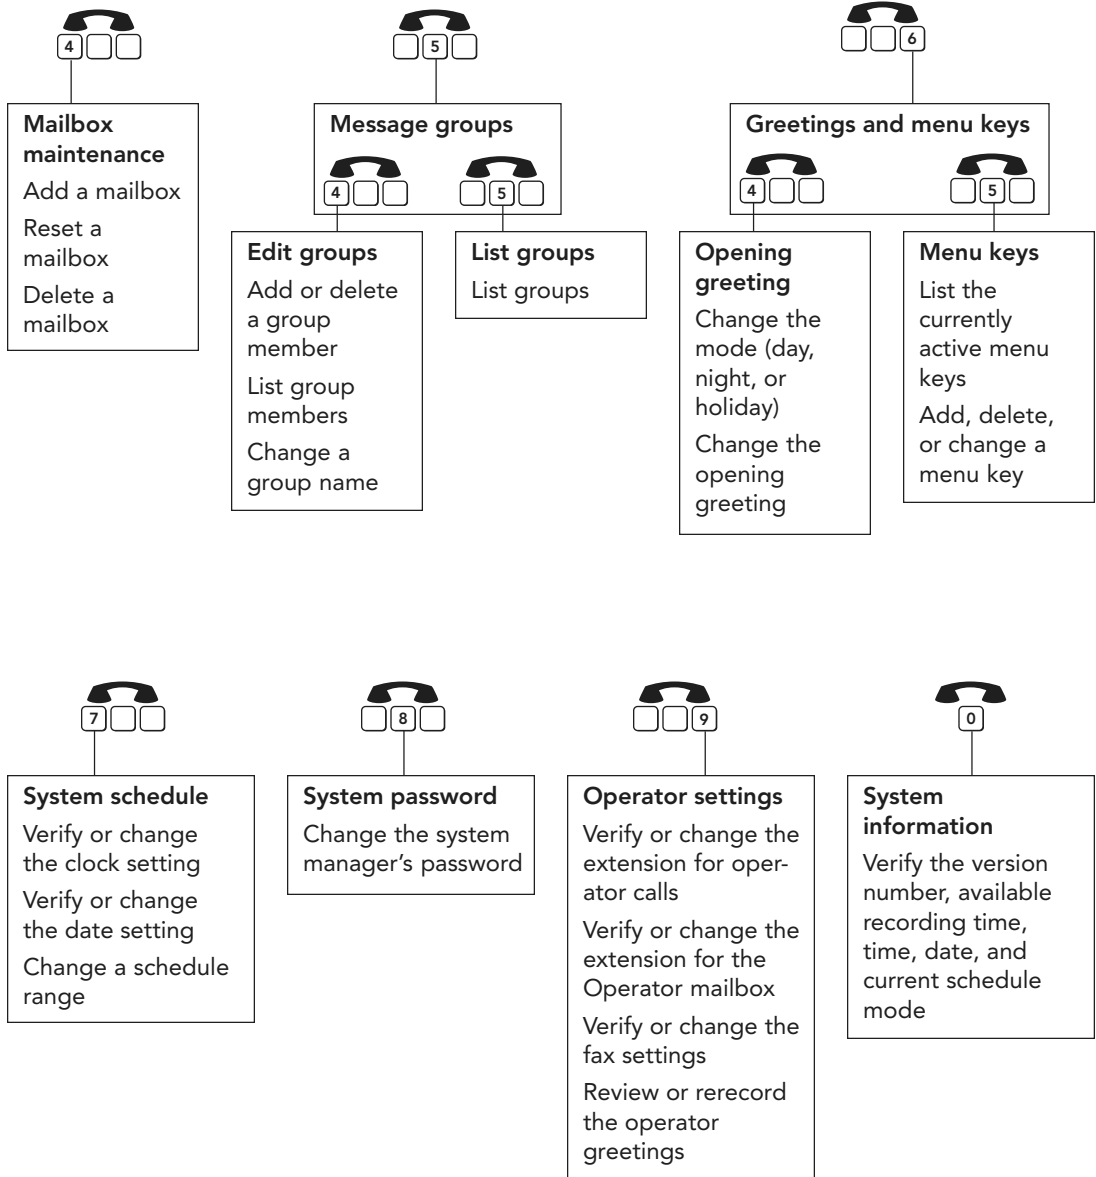 4
Mailbox
maintenance
Add a mailbox
Reset a
mailbox
Delete a
mailbox
5
Message groups
4
5
Edit groups
Add or delete
a group
member
List group
members
Change a
group name
List groups
List groups
6
Greetings and menu keys
4
5
Opening
greeting
Change the
mode (day,
night, or
holiday)
Change the
opening
greeting
Menu keys
List the
currently
active menu
keys
Add, delete,
or change a
menu key
7
System schedule
Verify or change
the clock setting
Verify or change
the date setting
Change a schedule
range
8
System password
Change the system
manager’s password
9
Operator settings
Verify or change the
extension for oper-
ator calls
Verify or change the
extension for the
Operator mailbox
Verify or change the
fax settings
Review or rerecord
the operator
greetings
0
System
information
Verify the version
number, available
recording time,
time, date, and
current schedule
mode